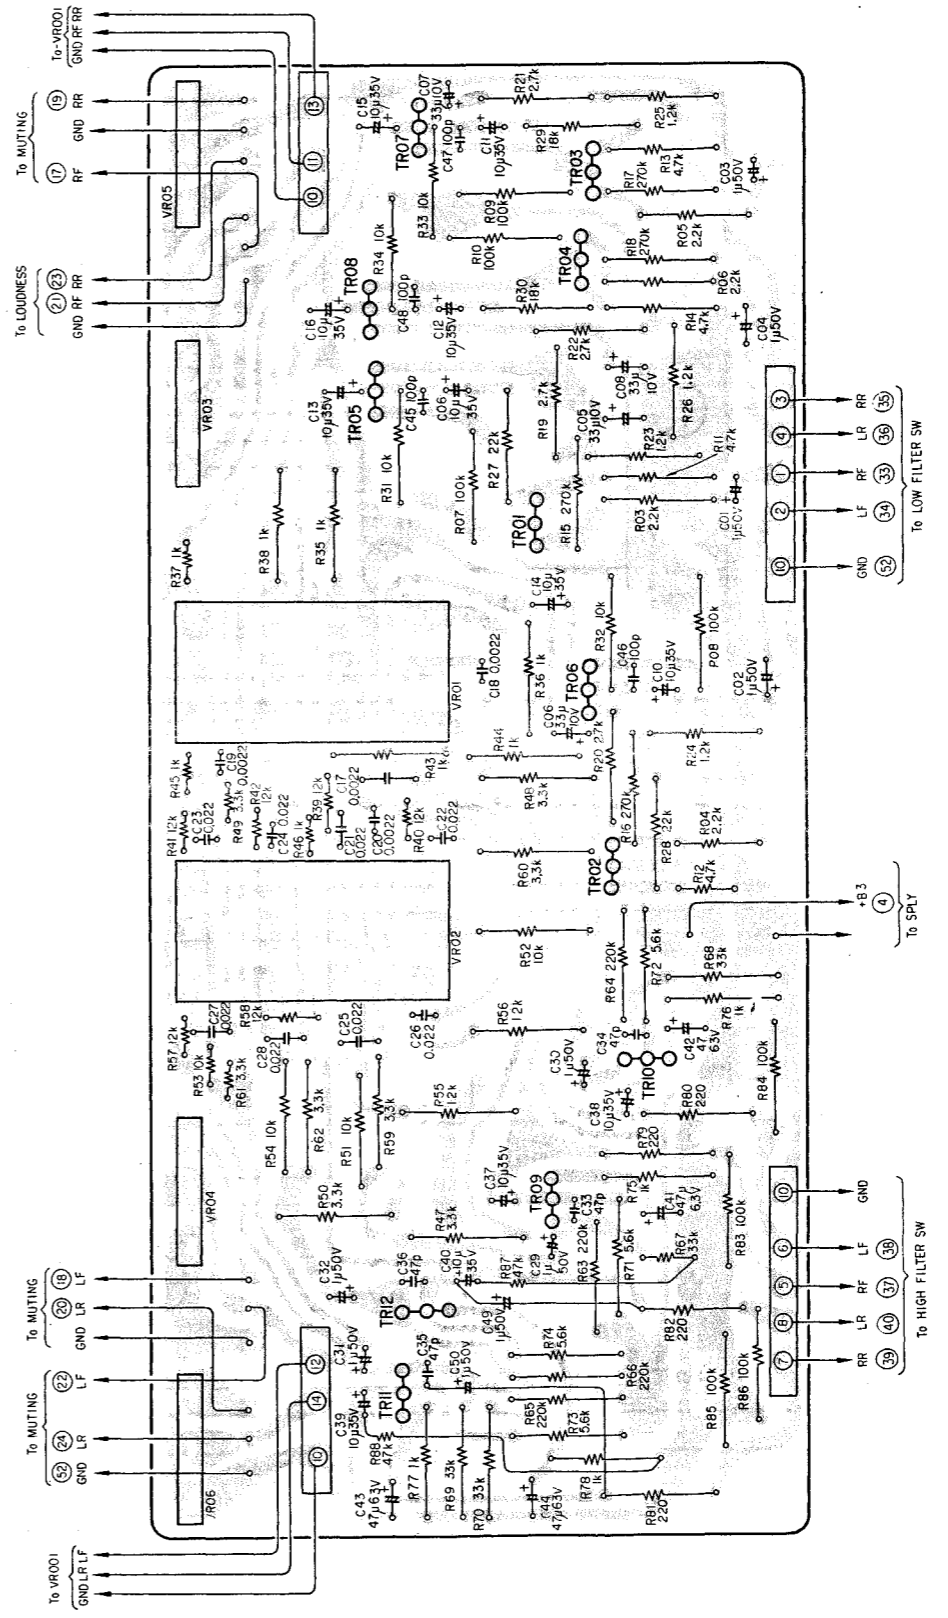 To-VR001
GND RF RR
To MUTING
19 RR
GND
17 RF
To LOUDNESS
23 RR
21 RF
GND
VR05
13
11
10
C15
10μ35V
TR07
C07
33μ10V
C47 100p
R33 10k
C11
10μ35V
R21
2.7k
R29
18k
R25
1.2k
R13
4.7k
TR03
R17
270k
C03
1μ50V
R09
100k
R10
100k
R05
2.2k
TR04
R18
270k
R06
2.2k
R34 10k
TR08
C48
100p
C16
10μ
35V
C12
10μ35V
R30
18k
R14
4.7k
C04
1μ50V
R22
2.7k
VR03
C13
10μ35V
TR05
C45 100p
C06
10μ
35V
R19
2.7k
C08
33μ
10V
R26
1.2k
C05
33μ10V
R23
1.2k
R11
4.7k
R31 10k
R07 100k
R27 22k
TR01
R15 270k
R03
2.2k
C01
1μ50V
R38 1k
R35 1k
R37 1k
3 RR 35
4 LR 36
1 RF 33
2 LF 34
10 GND 52
To LOW FILTER SW
VR01
C14
10μ
35V
C18 0.0022
R36 1k
R32 10k
TR06
C46
100p
C10
10μ35V
P08 100k
C02
1μ50V
C06
33μ
10V
R45 1k
C19
0.0022
R41 12k
C23
0.022
R49 3.3k
R42
12k
C24
0.022
R46 1k
R39 12k
C17
0.0022
C21
0.022
C20
0.0022
R43
1k
R40 12k
C22
0.022
R44
1k
R48
3.3k
R20 2.7k
R24
1.2k
R16 270k
R28 22k
R04
2.2k
R60
3.3k
TR02
R12
4.7k
+B3
4
To SPLY
VR02
R52
10k
R64 220k
R72 5.6k
R68
33k
R76
1k
R57 12k
C27
0.022
R58
12k
R53 10k
R61 3.3k
C28
0.022
C25
0.022
C26
0.022
R56
12k
C34
47p
C42
47
63V
TR10
R84 100k
C30
1μ50V
C38
10μ35V
R80
220
R54 10k
R62 3.3k
R51 10k
R59 3.3k
R55
12k
R79
220
VR04
R50
3.3k
C37
10μ35V
TR09
R75
1k
C33
47p
C41
47μ
6.3V
R83
100k
R47
3.3k
C29
1μ
50V
R63 220k
R71 5.6k
R67
33k
C32
1μ50V
C36
47p
C40
10μ
35V
R87
47k
TR12
C49
1μ50V
R82
220
10 GND
6 LF 38
5 RF 37
8 LR 40
7 RR 39
To HIGH FILTER SW
To MUTING
18 LF
20 LR
GND
To MUTING
22 LF
24 LR
52 GND
12
14
10
C31
1μ50V
C35
47p
TR11
C50
1μ50V
R74
5.6k
R66
220k
R65
220k
R73
5.6k
R85
100k
R86 100k
C39
10μ35V
R88
47k
R77 1k
R69 33k
R70 33k
C43
47μ63V
C44
47μ63V
R78
1k
R81
220
/R06
To VR001
GND LR LF